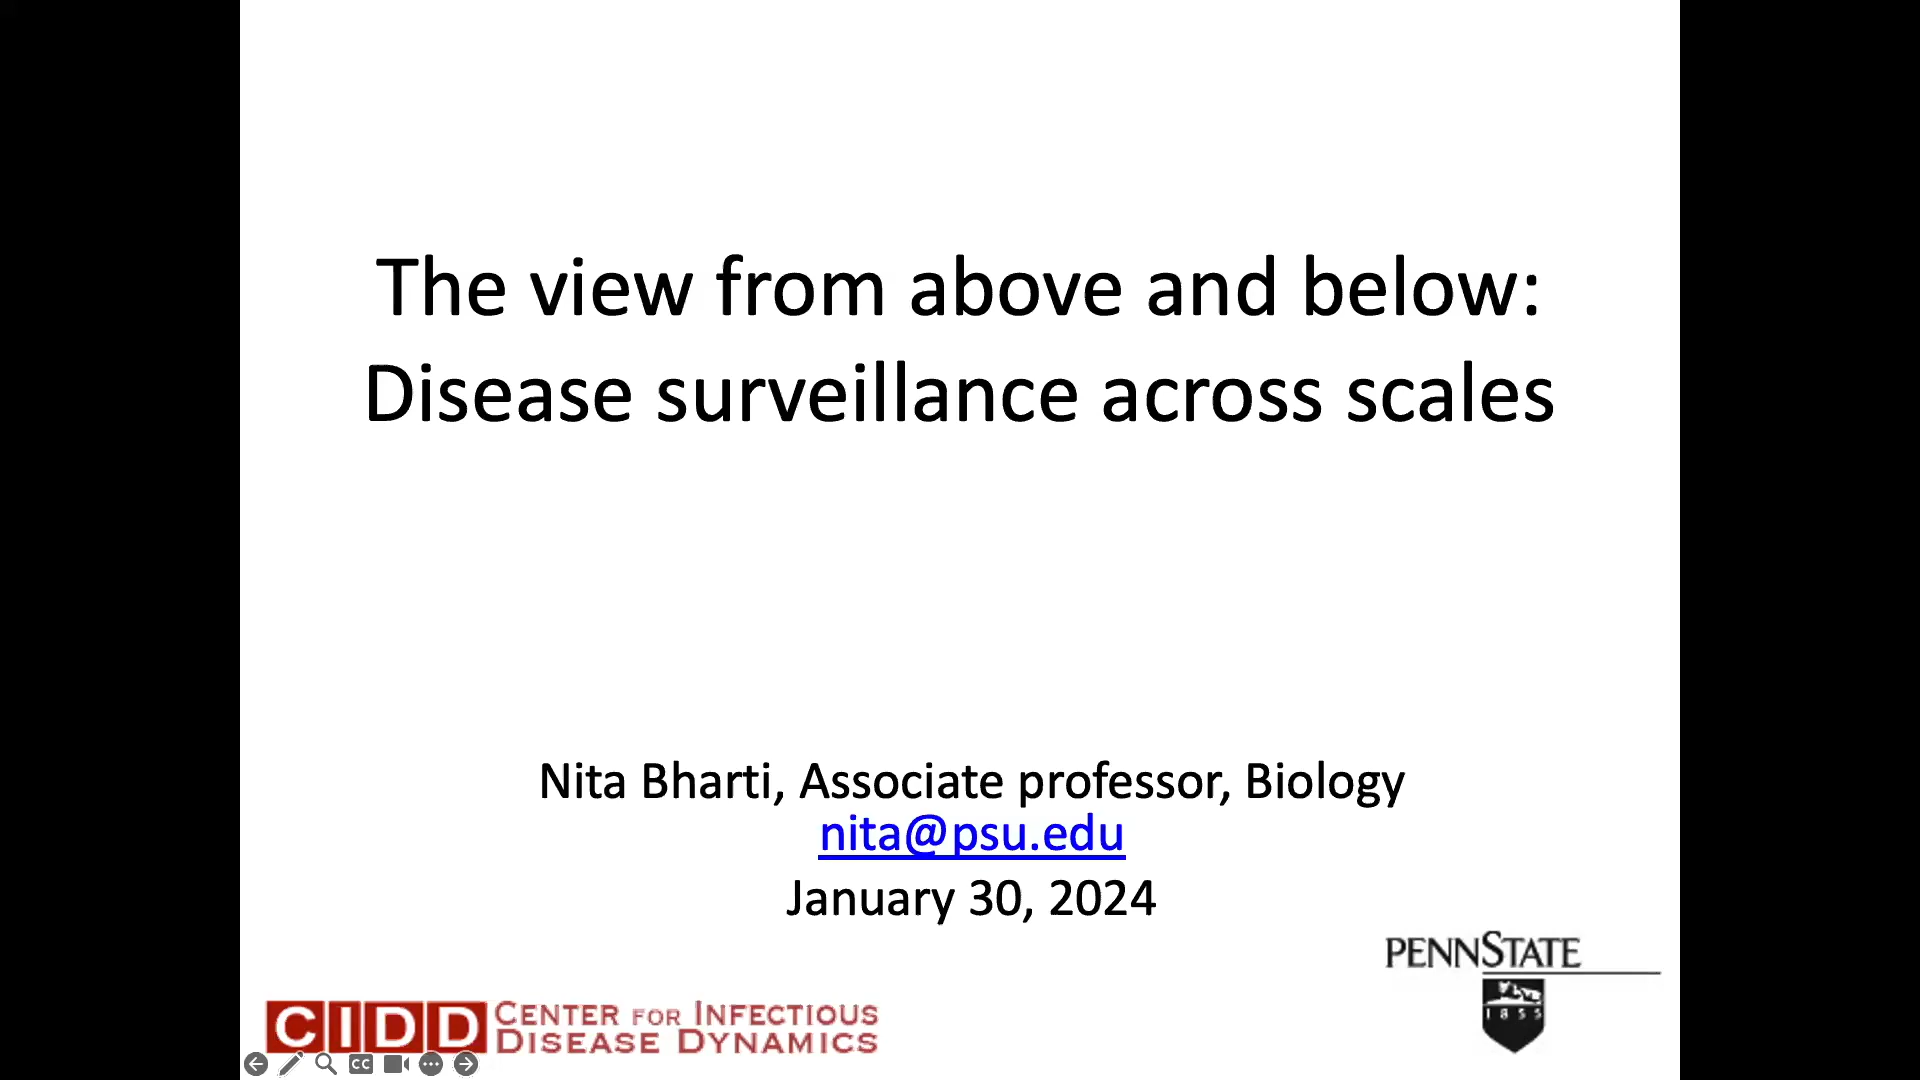 The view from above and below:
Disease surveillance across scales
Nita Bharti, Associate professor, Biology
nita@psu.edu
January 30, 2024
PENNSTATE
1855
CIDD CENTER FOR INFECTIOUS
DISEASE DYNAMICS
CC